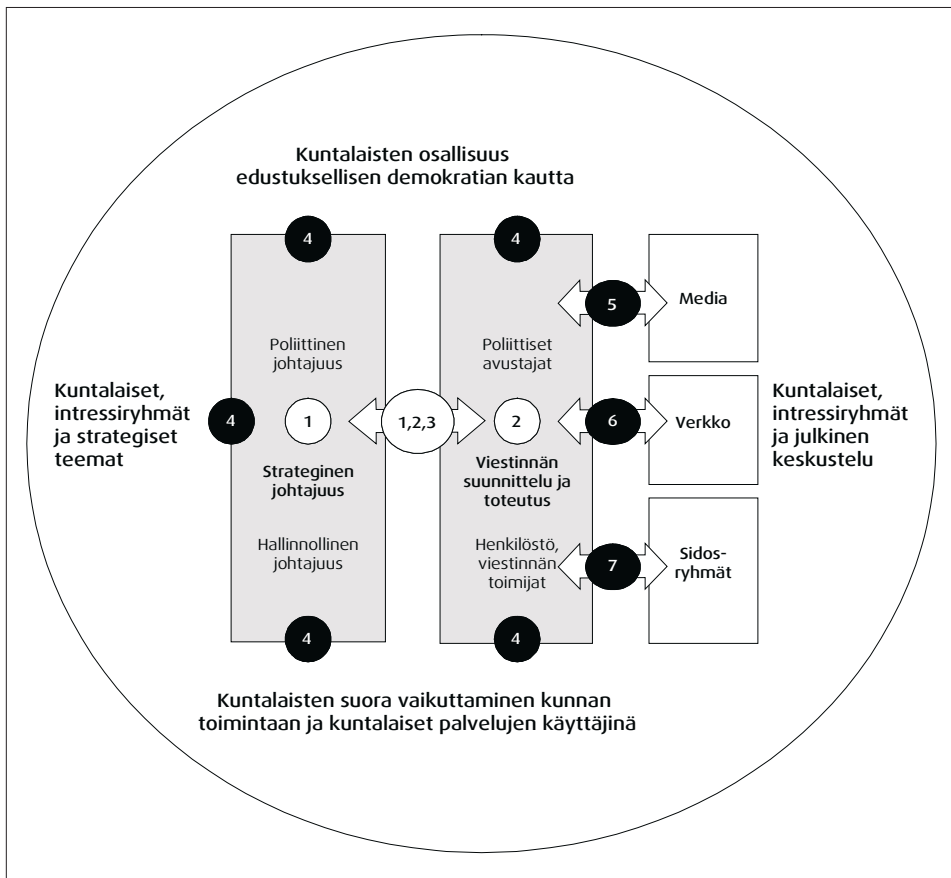 Kuntalaisten osallisuus
edustuksellisen demokratian kautta
4
4
Poliittinen
johtajuus
Poliittiset
avustajat
5
Media
Kuntalaiset,
intressiryhmät
ja strategiset
teemat
4
1
1,2,3
2
6
Verkko
Kuntalaiset,
intressiryhmät
ja julkinen
keskustelu
Strateginen
johtajuus
Viestinnän
suunnittelu ja
toteutus
Hallinnollinen
johtajuus
Henkilöstö,
viestinnän
toimijat
7
Sidos-
ryhmät
4
4
Kuntalaisten suora vaikuttaminen kunnan
toimintaan ja kuntalaiset palvelujen käyttäjinä